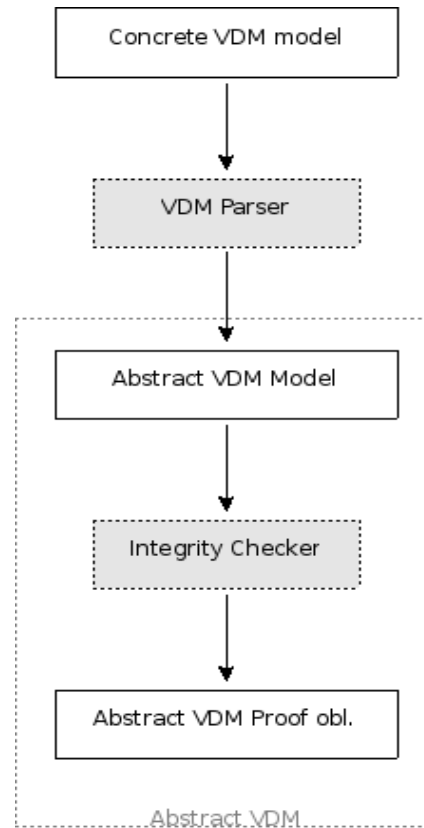 Concrete VDM model
VDM Parser
Abstract VDM Model
Integrity Checker
Abstract VDM Proof obl.
Abstract VDM